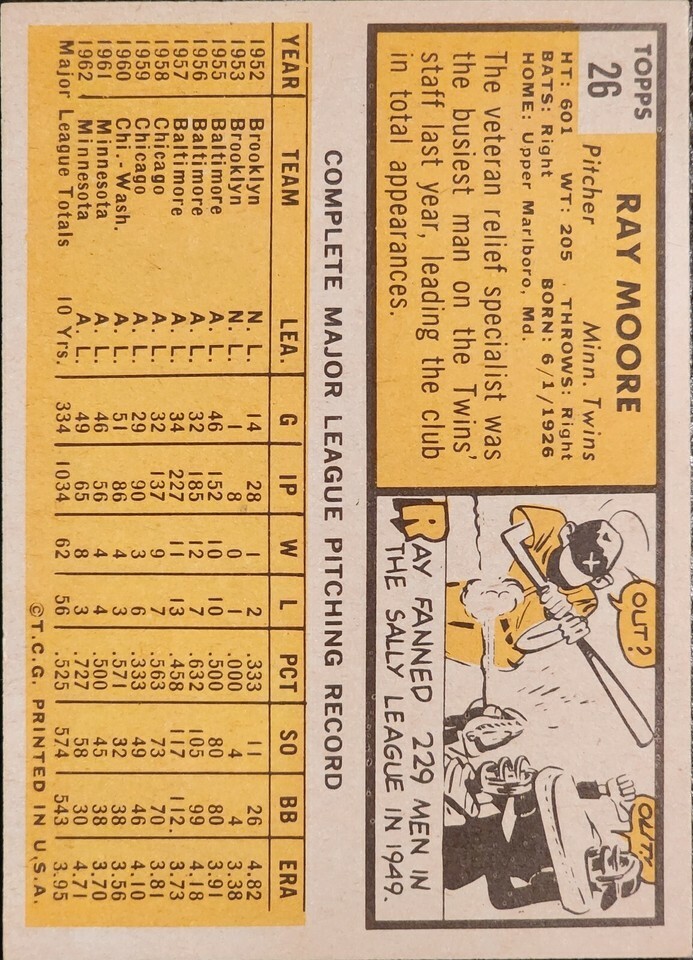 TOPPS
26
RAY MOORE
Pitcher Minn. Twins
HT: 601 WT: 205 THROWS: Right
BATS: Right BORN: 6/1/1926
HOME: Upper Marlboro, Md.
The veteran relief specialist was
the busiest man on the Twins'
staff last year, leading the club
in total appearances.
OUT?
OUT!
RAY FANNED 229 MEN IN
THE SALLY LEAGUE IN 1949.
COMPLETE MAJOR LEAGUE PITCHING RECORD
YEAR TEAM LEA. G IP W L PCT SO BB ERA
1952 Brooklyn N. L. 14 28 1 2 .333 11 26 4.82
1953 Brooklyn N. L. 1 8 0 1 .000 4 4 3.38
1955 Baltimore A. L. 46 152 10 10 .500 80 80 3.91
1956 Baltimore A. L. 32 185 12 7 .632 105 99 4.18
1957 Baltimore A. L. 34 227 11 13 .458 117 112. 3.73
1958 Chicago A. L. 32 137 9 7 .563 73 70 3.81
1959 Chicago A. L. 29 90 3 6 .333 49 46 4.10
1960 Chi.-Wash. A. L. 51 86 4 3 .571 32 38 3.56
1961 Minnesota A. L. 46 56 4 4 .500 45 38 3.70
1962 Minnesota A. L. 49 65 8 3 .727 58 30 4.71
Major League Totals 10 Yrs. 334 1034 62 56 .525 574 543 3.95
©T.C.G. PRINTED IN U.S.A.